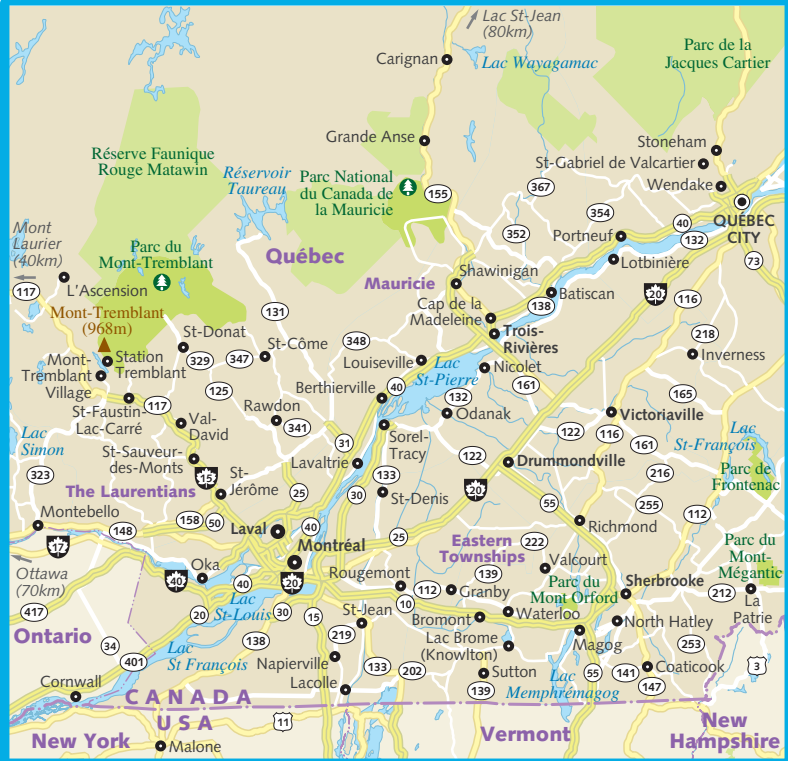 Lac St-Jean
(80km)
Carignan
Lac Wayagamac
Parc de la
Jacques Cartier
Grande Anse
Stoneham
St-Gabriel de Valcartier
Wendake
Réserve Faunique
Rouge Matawin
Réservoir
Taureau
Parc National
du Canada de
la Mauricie
155
367
354
352
40
132
QUÉBEC
CITY
Portneuf
Lotbinière
73
Mont
Laurier
(40km)
117
L'Ascension
Parc du
Mont-Tremblant
Québec
Mauricie
Shawinigan
Cap de la
Madeleine
Batiscan
138
20
116
Mont-Tremblant
(968m)
131
Trois-
Rivières
218
Inverness
St-Donat
329
347
St-Côme
348
Louiseville
Lac
St-Pierre
Nicolet
Mont-
Tremblant
Village
Station
Tremblant
125
Berthierville
40
132
161
165
St-Faustin-
Lac-Carré
117
Val-
David
Rawdon
341
Odanak
Victoriaville
Lac
Simon
31
Sorel-
Tracy
122
116
161
Lac
St-François
St-Sauveur-
des-Monts
Lavaltrie
122
Drummondville
216
Parc de
Frontenac
323
15
St-
Jérôme
The Laurentians
25
30
133
St-Denis
20
55
255
112
Montebello
148
158
50
Laval
40
25
Richmond
17
Montréal
Eastern
Townships
222
Parc du
Mont-
Mégantic
Ottawa
(70km)
40
Oka
40
20
Rougemont
112
139
Granby
Valcourt
Parc du
Mont Orford
Sherbrooke
212
La
Patrie
417
Lac
St-Louis
20
30
15
St-Jean
10
Bromont
Waterloo
North Hatley
Ontario
138
219
Lac Brome
(Knowlton)
Magog
253
34
401
Lac
St François
Napierville
133
202
Sutton
Lac
Memphrémagog
55
141
Coaticook
147
3
Cornwall
Lacolle
139
CANADA
USA
11
New York
Malone
Vermont
New
Hampshire